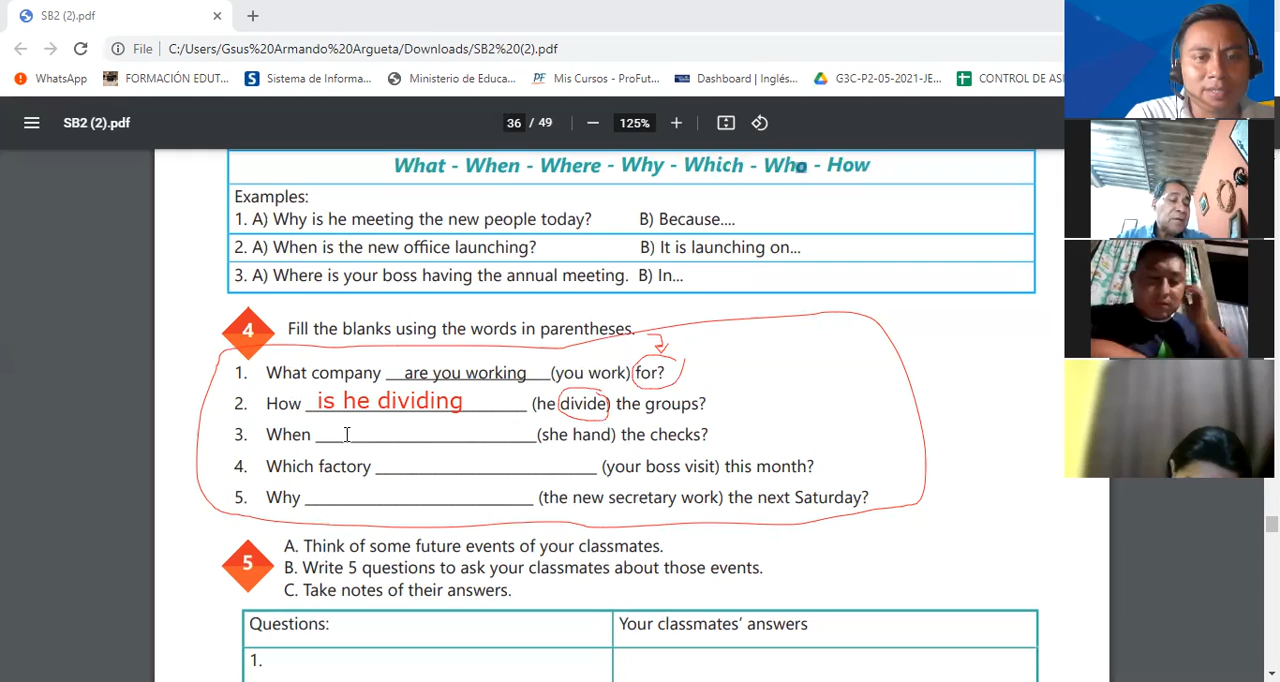 SB2 (2).pdf
File C:/Users/Gsus%20Armando%20Argueta/Downloads/SB2%20(2).pdf
WhatsApp FORMACIÓN EDUT... Sistema de Informa... Ministerio de Educa... PF Mis Cursos - ProFut... Dashboard | Inglés,... G3C-P2-05-2021-JE... CONTROL DE ASI
SB2 (2).pdf 36 / 49 125%
What - When - Where - Why - Which - Who - How
Examples:
1. A) Why is he meeting the new people today? B) Because....
2. A) When is the new office launching? B) It is launching on...
3. A) Where is your boss having the annual meeting. B) In...
4 Fill the blanks using the words in parentheses.
1. What company __are you working___(you work) for?
2. How is he dividing (he divide) the groups?
3. When ________________________(she hand) the checks?
4. Which factory ________________________ (your boss visit) this month?
5. Why _________________________ (the new secretary work) the next Saturday?
5 A. Think of some future events of your classmates.
B. Write 5 questions to ask your classmates about those events.
C. Take notes of their answers.
Questions: Your classmates' answers
1.